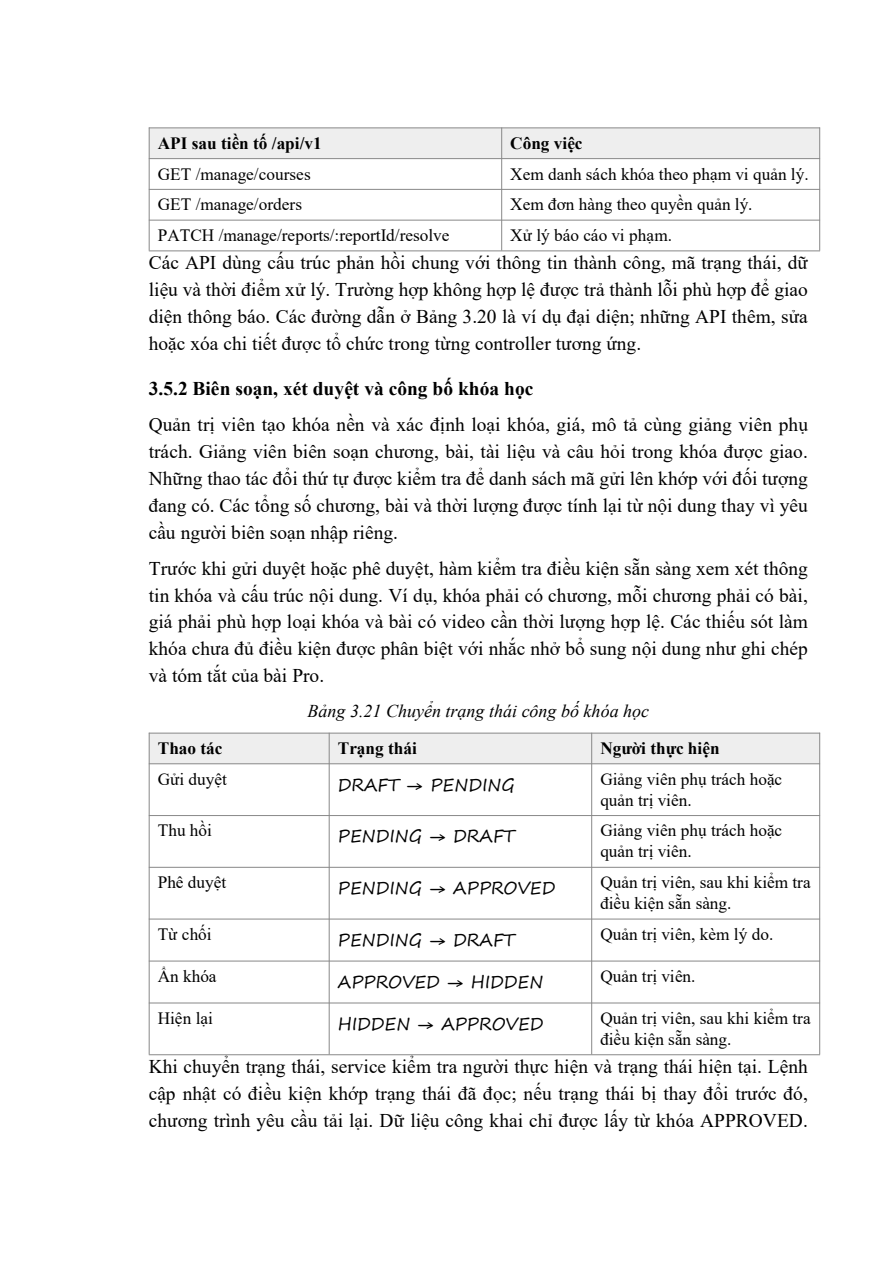 API sau tiền tố /api/v1 Công việc
GET /manage/courses Xem danh sách khóa theo phạm vi quản lý.
GET /manage/orders Xem đơn hàng theo quyền quản lý.
PATCH /manage/reports/:reportId/resolve Xử lý báo cáo vi phạm.
Các API dùng cấu trúc phản hồi chung với thông tin thành công, mã trạng thái, dữ
liệu và thời điểm xử lý. Trường hợp không hợp lệ được trả thành lỗi phù hợp để giao
diện thông báo. Các đường dẫn ở Bảng 3.20 là ví dụ đại diện; những API thêm, sửa
hoặc xóa chi tiết được tổ chức trong từng controller tương ứng.
3.5.2 Biên soạn, xét duyệt và công bố khóa học
Quản trị viên tạo khóa nền và xác định loại khóa, giá, mô tả cùng giảng viên phụ
trách. Giảng viên biên soạn chương, bài, tài liệu và câu hỏi trong khóa được giao.
Những thao tác đổi thứ tự được kiểm tra để danh sách mã gửi lên khớp với đối tượng
đang có. Các tổng số chương, bài và thời lượng được tính lại từ nội dung thay vì yêu
cầu người biên soạn nhập riêng.
Trước khi gửi duyệt hoặc phê duyệt, hàm kiểm tra điều kiện sẵn sàng xem xét thông
tin khóa và cấu trúc nội dung. Ví dụ, khóa phải có chương, mỗi chương phải có bài,
giá phải phù hợp loại khóa và bài có video cần thời lượng hợp lệ. Các thiếu sót làm
khóa chưa đủ điều kiện được phân biệt với nhắc nhở bổ sung nội dung như ghi chép
và tóm tắt của bài Pro.
Bảng 3.21 Chuyển trạng thái công bố khóa học
Thao tác Trạng thái Người thực hiện
Gửi duyệt DRAFT → PENDING Giảng viên phụ trách hoặc
quản trị viên.
Thu hồi PENDING → DRAFT Giảng viên phụ trách hoặc
quản trị viên.
Phê duyệt PENDING → APPROVED Quản trị viên, sau khi kiểm tra
điều kiện sẵn sàng.
Từ chối PENDING → DRAFT Quản trị viên, kèm lý do.
Ẩn khóa APPROVED → HIDDEN Quản trị viên.
Hiện lại HIDDEN → APPROVED Quản trị viên, sau khi kiểm tra
điều kiện sẵn sàng.
Khi chuyển trạng thái, service kiểm tra người thực hiện và trạng thái hiện tại. Lệnh
cập nhật có điều kiện khớp trạng thái đã đọc; nếu trạng thái bị thay đổi trước đó,
chương trình yêu cầu tải lại. Dữ liệu công khai chỉ được lấy từ khóa APPROVED.